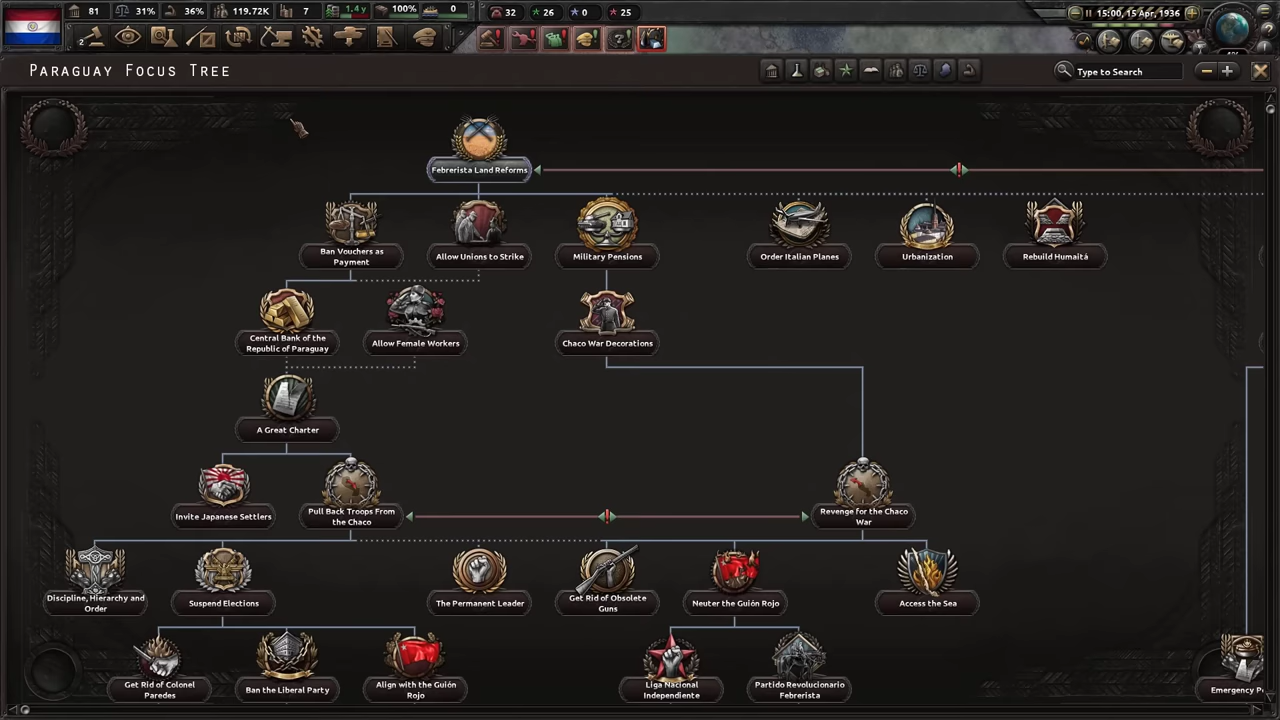 81
31%
36%
119.72K
7
1.4y
100%
0
32
26
0
25
15:00, 15 Apr, 1936
2
Paraguay Focus Tree
Type to Search
Febrerista Land Reforms
Ban Vouchers as
Payment
Allow Unions to Strike
Military Pensions
Order Italian Planes
Urbanization
Rebuild Humaitá
Central Bank of the
Republic of Paraguay
Allow Female Workers
Chaco War Decorations
A Great Charter
Invite Japanese Settlers
Pull Back Troops From
the Chaco
Revenge for the Chaco
War
Discipline, Hierarchy and
Order
Suspend Elections
The Permanent Leader
Get Rid of Obsolete
Guns
Neuter the Guión Rojo
Access the Sea
Get Rid of Colonel
Paredes
Ban the Liberal Party
Align with the Guión
Rojo
Liga Nacional
Independiente
Partido Revolucionario
Febrerista
Emergency